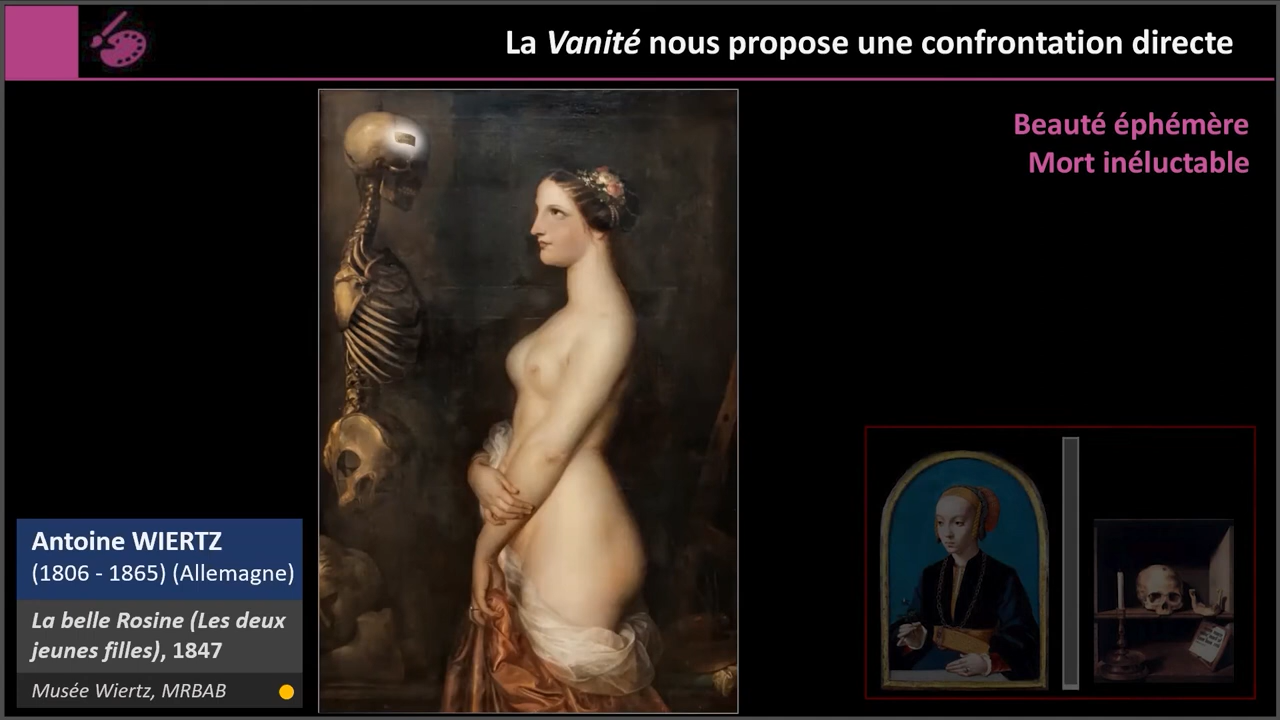 La Vanité nous propose une confrontation directe
Beauté éphémère
Mort inéluctable
Antoine WIERTZ
(1806 - 1865) (Allemagne)
La belle Rosine (Les deux
jeunes filles), 1847
Musée Wiertz, MRBAB